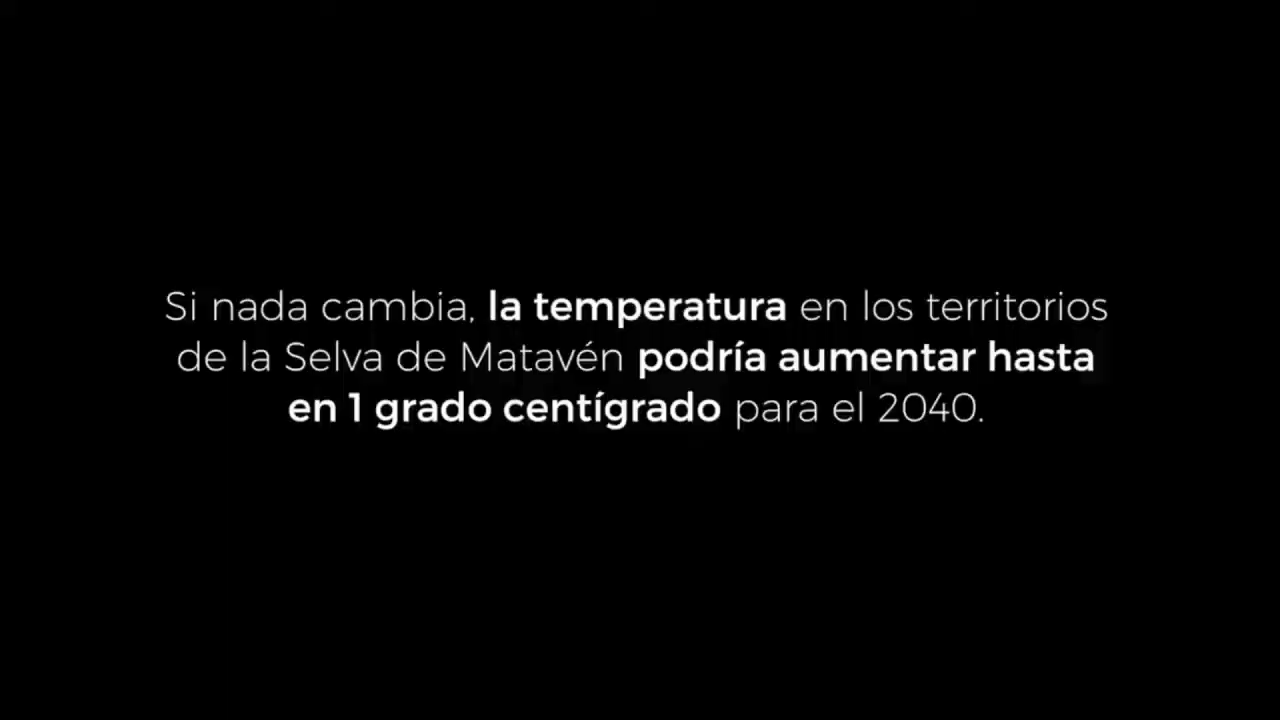 Si nada cambia, la temperatura en los territorios
de la Selva de Matavén podría aumentar hasta
en 1 grado centígrado para el 2040.